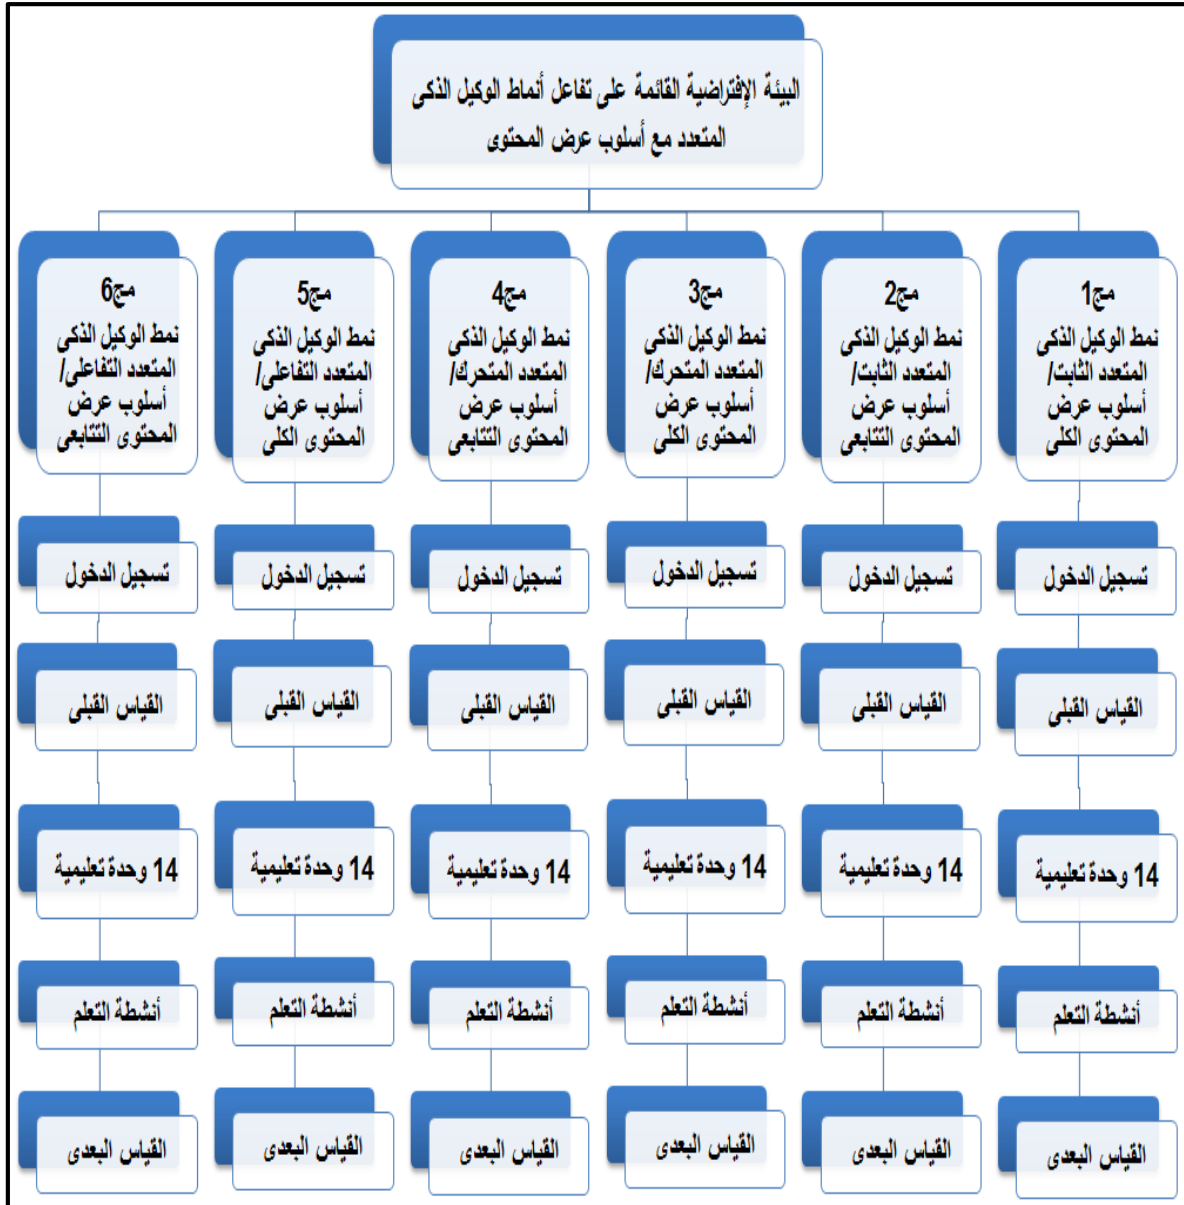 البيئة الإفتراضية القائمة على تفاعل أنماط الوكيل الذكى
المتعدد مع أسلوب عرض المحتوى
مج1
نمط الوكيل الذكى
المتعدد الثابت/
أسلوب عرض
المحتوى الكلى
مج2
نمط الوكيل الذكى
المتعدد الثابت/
أسلوب عرض
المحتوى التتابعى
مج3
نمط الوكيل الذكى
المتعدد المتحرك/
أسلوب عرض
المحتوى الكلى
مج4
نمط الوكيل الذكى
المتعدد المتحرك/
أسلوب عرض
المحتوى التتابعى
مج5
نمط الوكيل الذكى
المتعدد التفاعلى/
أسلوب عرض
المحتوى الكلى
مج6
نمط الوكيل الذكى
المتعدد التفاعلى/
أسلوب عرض
المحتوى التتابعى
تسجيل الدخول
تسجيل الدخول
تسجيل الدخول
تسجيل الدخول
تسجيل الدخول
تسجيل الدخول
القياس القبلى
القياس القبلى
القياس القبلى
القياس القبلى
القياس القبلى
القياس القبلى
14 وحدة تعليمية
14 وحدة تعليمية
14 وحدة تعليمية
14 وحدة تعليمية
14 وحدة تعليمية
14 وحدة تعليمية
أنشطة التعلم
أنشطة التعلم
أنشطة التعلم
أنشطة التعلم
أنشطة التعلم
أنشطة التعلم
القياس البعدى
القياس البعدى
القياس البعدى
القياس البعدى
القياس البعدى
القياس البعدى